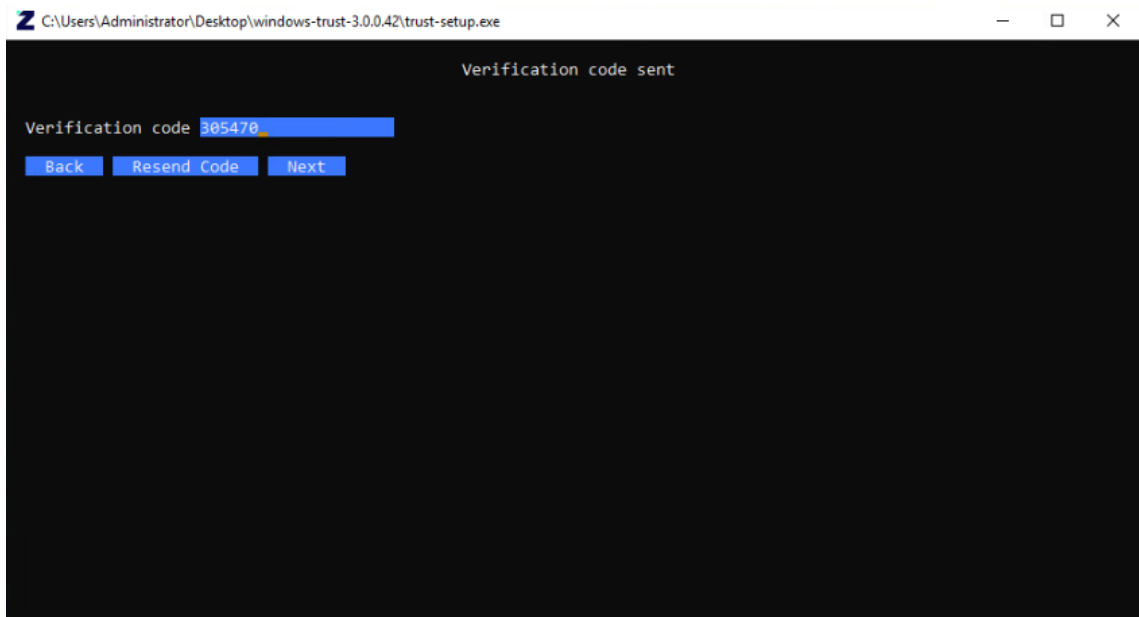 C:\Users\Administrator\Desktop\windows-trust-3.0.0.42\trust-setup.exe
Verification code sent
Verification code 305470_
Back Resend Code Next